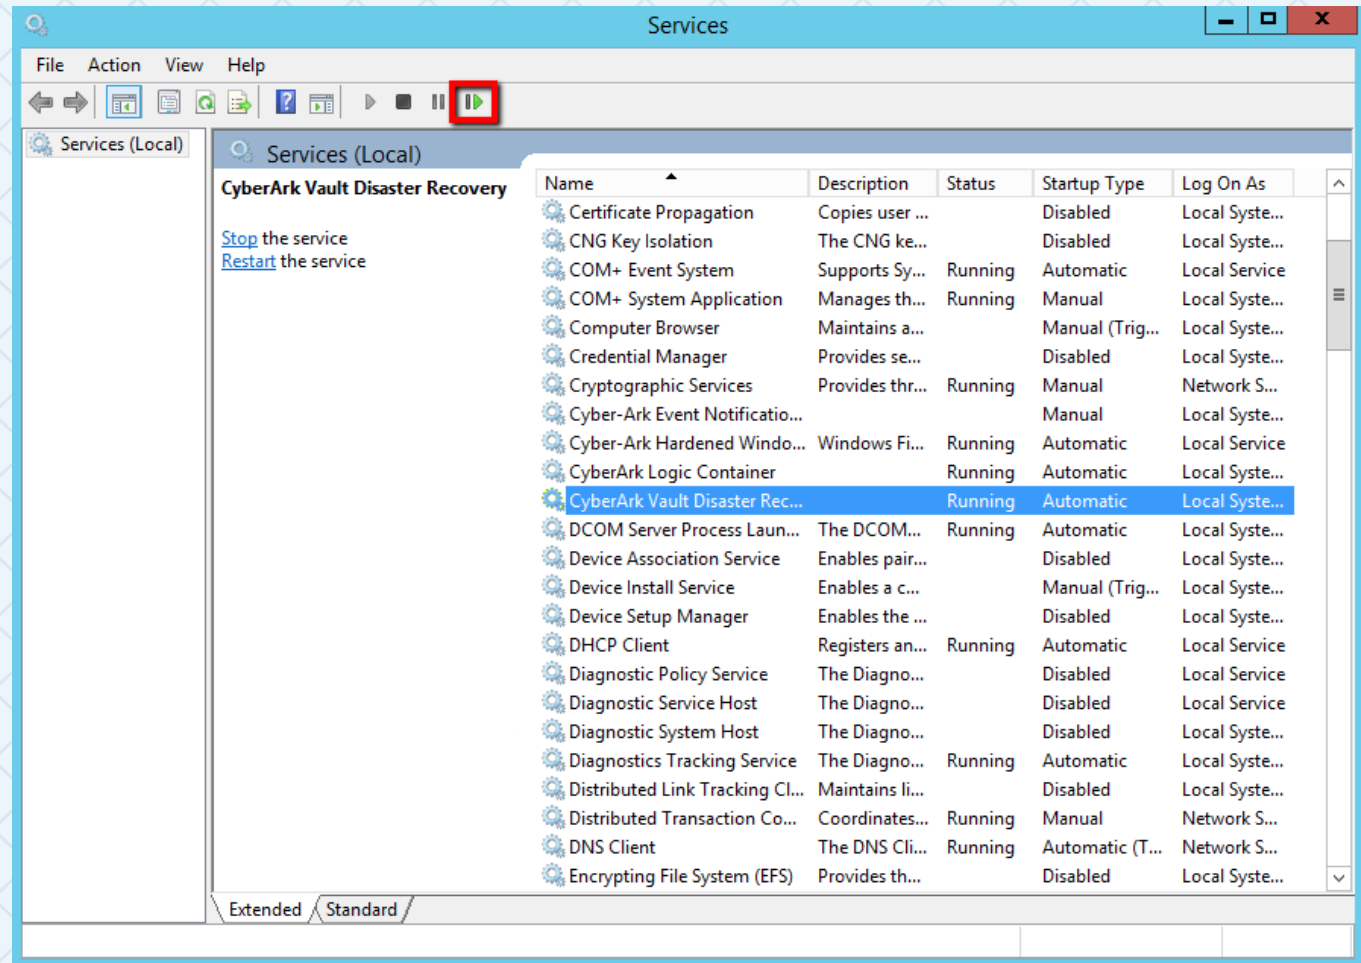 Services
File Action View Help
Services (Local)
Services (Local)
CyberArk Vault Disaster Recovery
Stop the service
Restart the service
Name Description Status Startup Type Log On As
Certificate Propagation Copies user ... Disabled Local Syste...
CNG Key Isolation The CNG ke... Disabled Local Syste...
COM+ Event System Supports Sy... Running Automatic Local Service
COM+ System Application Manages th... Running Manual Local Syste...
Computer Browser Maintains a... Manual (Trig... Local Syste...
Credential Manager Provides se... Disabled Local Syste...
Cryptographic Services Provides thr... Running Manual Network S...
Cyber-Ark Event Notificatio... Manual Local Syste...
Cyber-Ark Hardened Windo... Windows Fi... Running Automatic Local Service
CyberArk Logic Container Running Automatic Local Syste...
CyberArk Vault Disaster Rec... Running Automatic Local Syste...
DCOM Server Process Laun... The DCOM... Running Automatic Local Syste...
Device Association Service Enables pair... Disabled Local Syste...
Device Install Service Enables a c... Manual (Trig... Local Syste...
Device Setup Manager Enables the ... Disabled Local Syste...
DHCP Client Registers an... Running Automatic Local Service
Diagnostic Policy Service The Diagno... Disabled Local Service
Diagnostic Service Host The Diagno... Disabled Local Service
Diagnostic System Host The Diagno... Disabled Local Syste...
Diagnostics Tracking Service The Diagno... Running Automatic Local Syste...
Distributed Link Tracking Cl... Maintains li... Disabled Local Syste...
Distributed Transaction Co... Coordinates... Running Manual Network S...
DNS Client The DNS Cli... Running Automatic (T... Network S...
Encrypting File System (EFS) Provides th... Disabled Local Syste...
Extended Standard